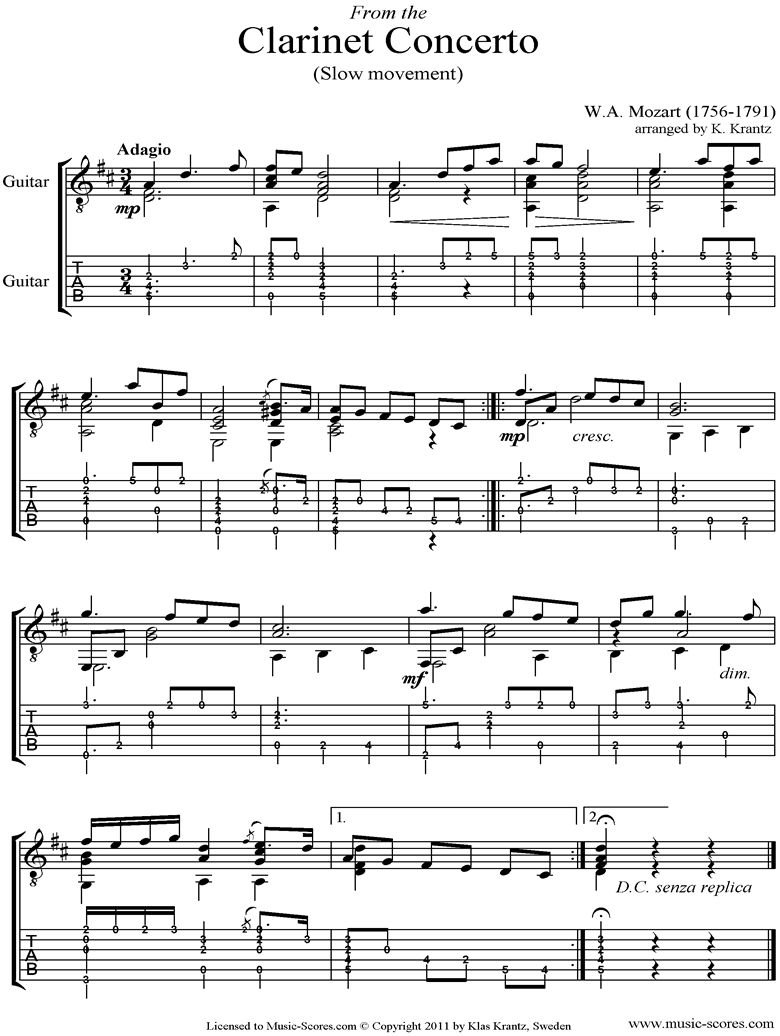 From the
Clarinet Concerto
(Slow movement)
W.A. Mozart (1756-1791)
arranged by K. Krantz
Adagio
Guitar
mp
Guitar
mp cresc.
mf dim.
1. 2.
D.C. senza replica
Licensed to Music-Scores.com © Copyright 2011 by Klas Krantz, Sweden
www.music-scores.com